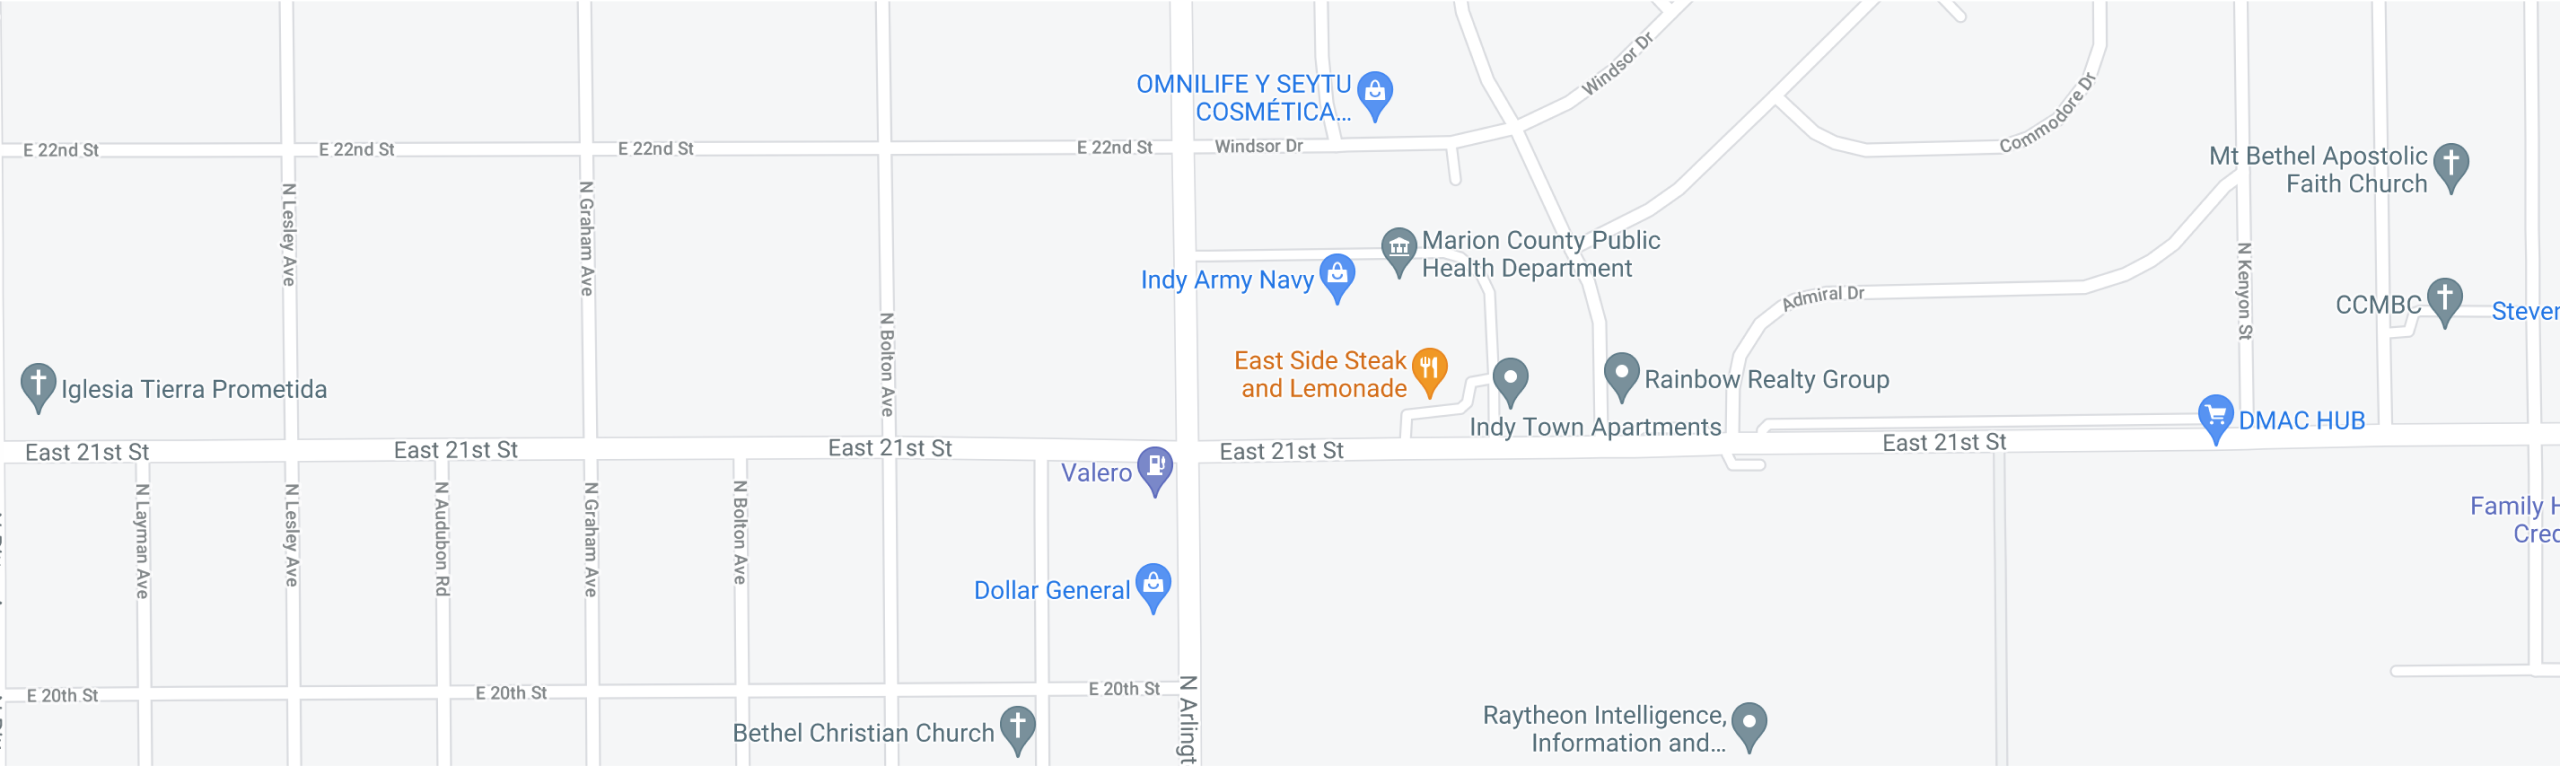 Windsor Dr
OMNILIFE Y SEYTU
COSMÉTICA...
Commodore Dr
E 22nd St
E 22nd St
E 22nd St
E 22nd St
Windsor Dr
Mt Bethel Apostolic
Faith Church
N Lesley Ave
N Graham Ave
Marion County Public
Health Department
Indy Army Navy
N Kenyon St
Admiral Dr
CCMBC
Steven
N Bolton Ave
East Side Steak
and Lemonade
Iglesia Tierra Prometida
Rainbow Realty Group
Indy Town Apartments
DMAC HUB
East 21st St
East 21st St
East 21st St
East 21st St
East 21st St
Valero
N Layman Ave
N Lesley Ave
N Audubon Rd
N Graham Ave
N Bolton Ave
Family H
Cred
Dollar General
E 20th St
E 20th St
E 20th St
N Arlingt
Bethel Christian Church
Raytheon Intelligence,
Information and...